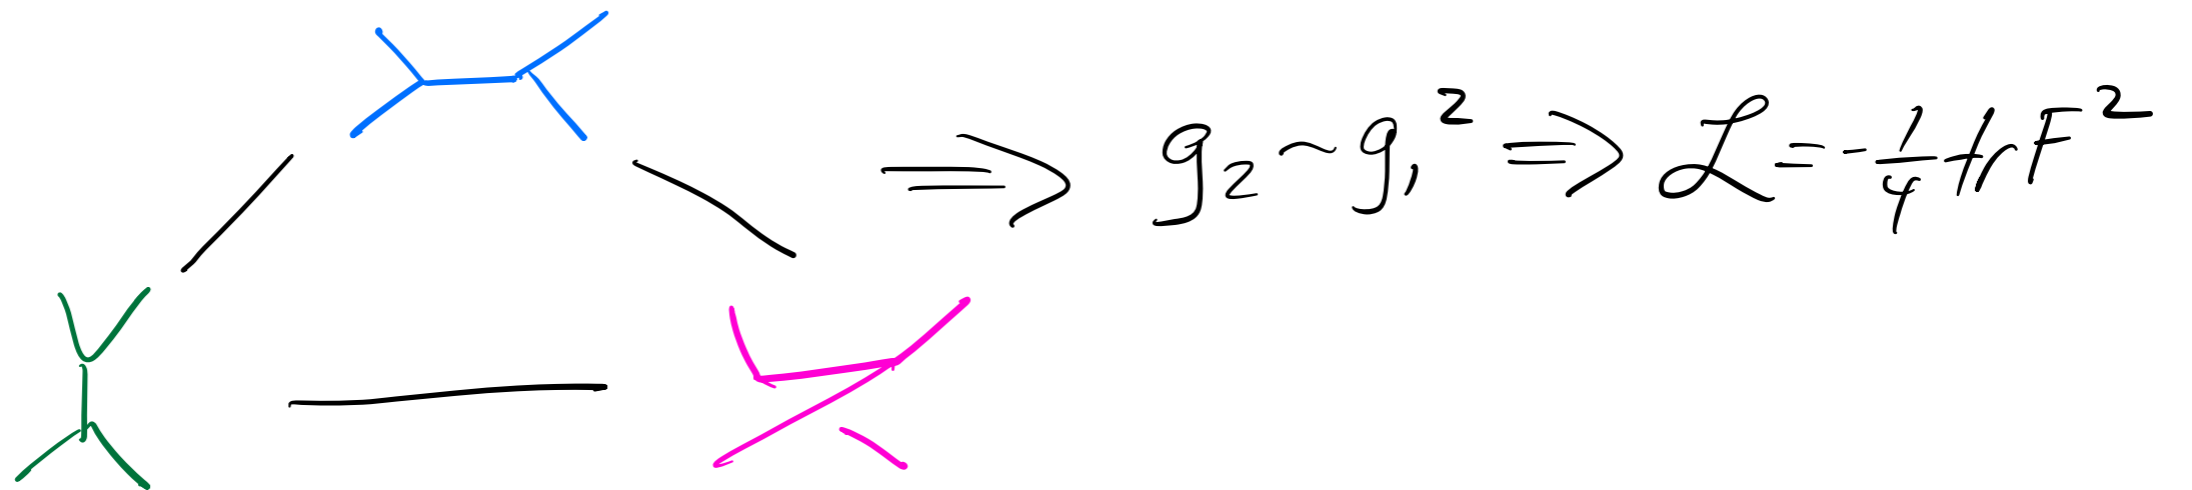 ⇒ g₂ ~ g₁² ⇒ ℒ = -1/4 tr F²